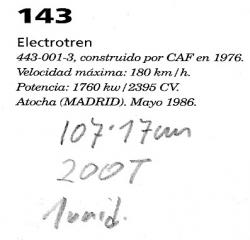 143
Electrotren
443-001-3, construido por CAF en 1976.
Velocidad máxima: 180 km/h.
Potencia: 1760 kw/2395 CV.
Atocha (MADRID). Mayo 1986.
107·17cm
200T
1unid.